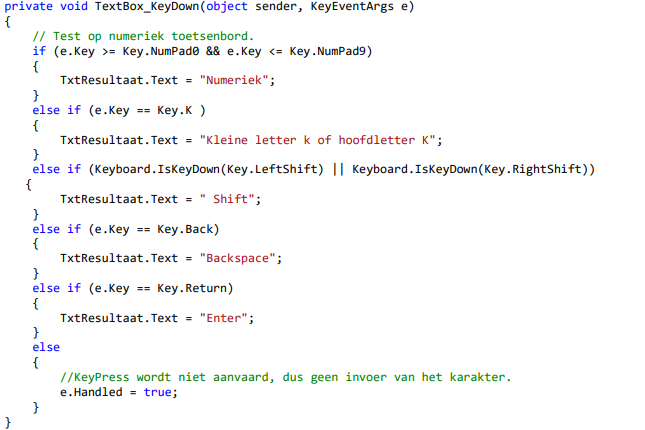 private void TextBox_KeyDown(object sender, KeyEventArgs e)
{
// Test op numeriek toetsenbord.
if (e.Key >= Key.NumPad0 && e.Key <= Key.NumPad9)
{
TxtResultaat.Text = "Numeriek";
}
else if (e.Key == Key.K )
{
TxtResultaat.Text = "Kleine letter k of hoofdletter K";
}
else if (Keyboard.IsKeyDown(Key.LeftShift) || Keyboard.IsKeyDown(Key.RightShift))
{
TxtResultaat.Text = " Shift";
}
else if (e.Key == Key.Back)
{
TxtResultaat.Text = "Backspace";
}
else if (e.Key == Key.Return)
{
TxtResultaat.Text = "Enter";
}
else
{
//KeyPress wordt niet aanvaard, dus geen invoer van het karakter.
e.Handled = true;
}
}